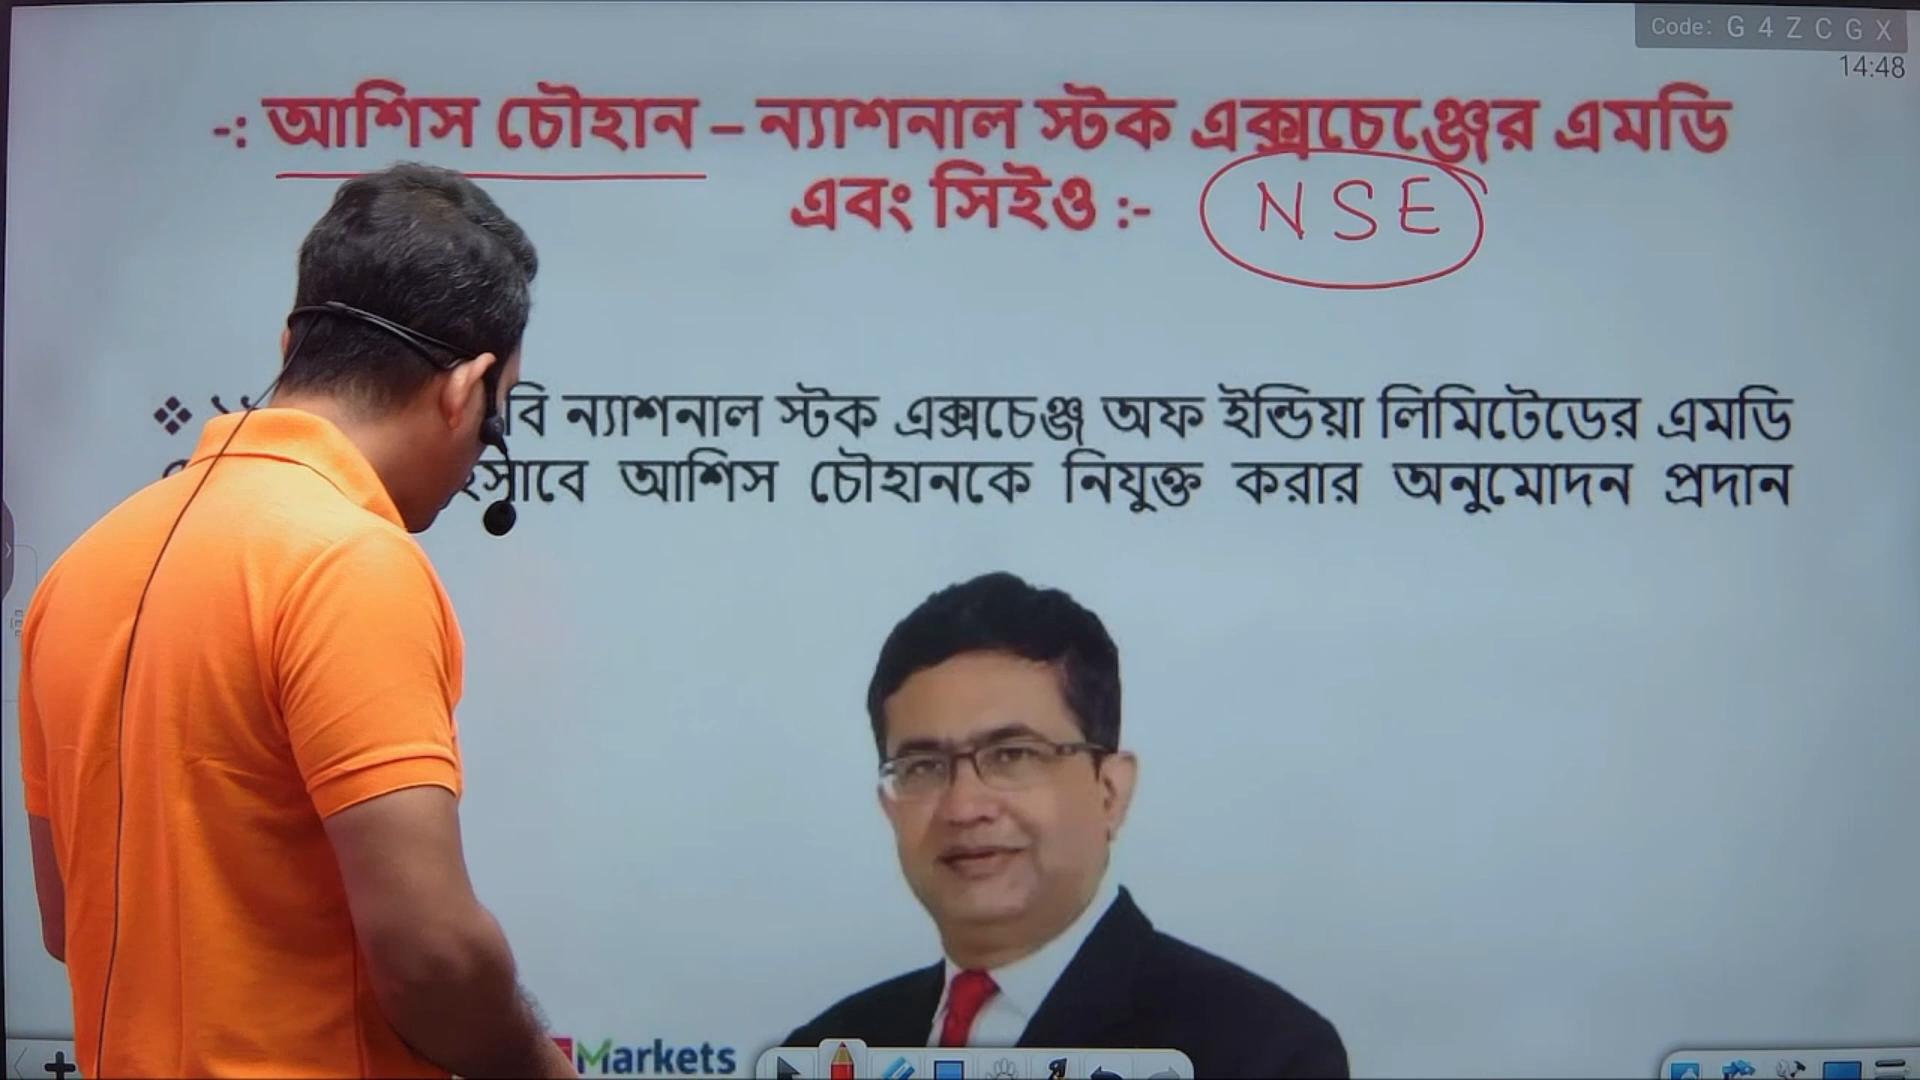 Code: G 4 Z C G X
14:48
-: আশিস চৌহান – ন্যাশনাল স্টক এক্সচেঞ্জের এমডি
এবং সিইও :- NSE
ন্যাশনাল স্টক এক্সচেঞ্জ অফ ইন্ডিয়া লিমিটেডের এমডি
আশিস চৌহানকে নিযুক্ত করার অনুমোদন প্রদান
Markets